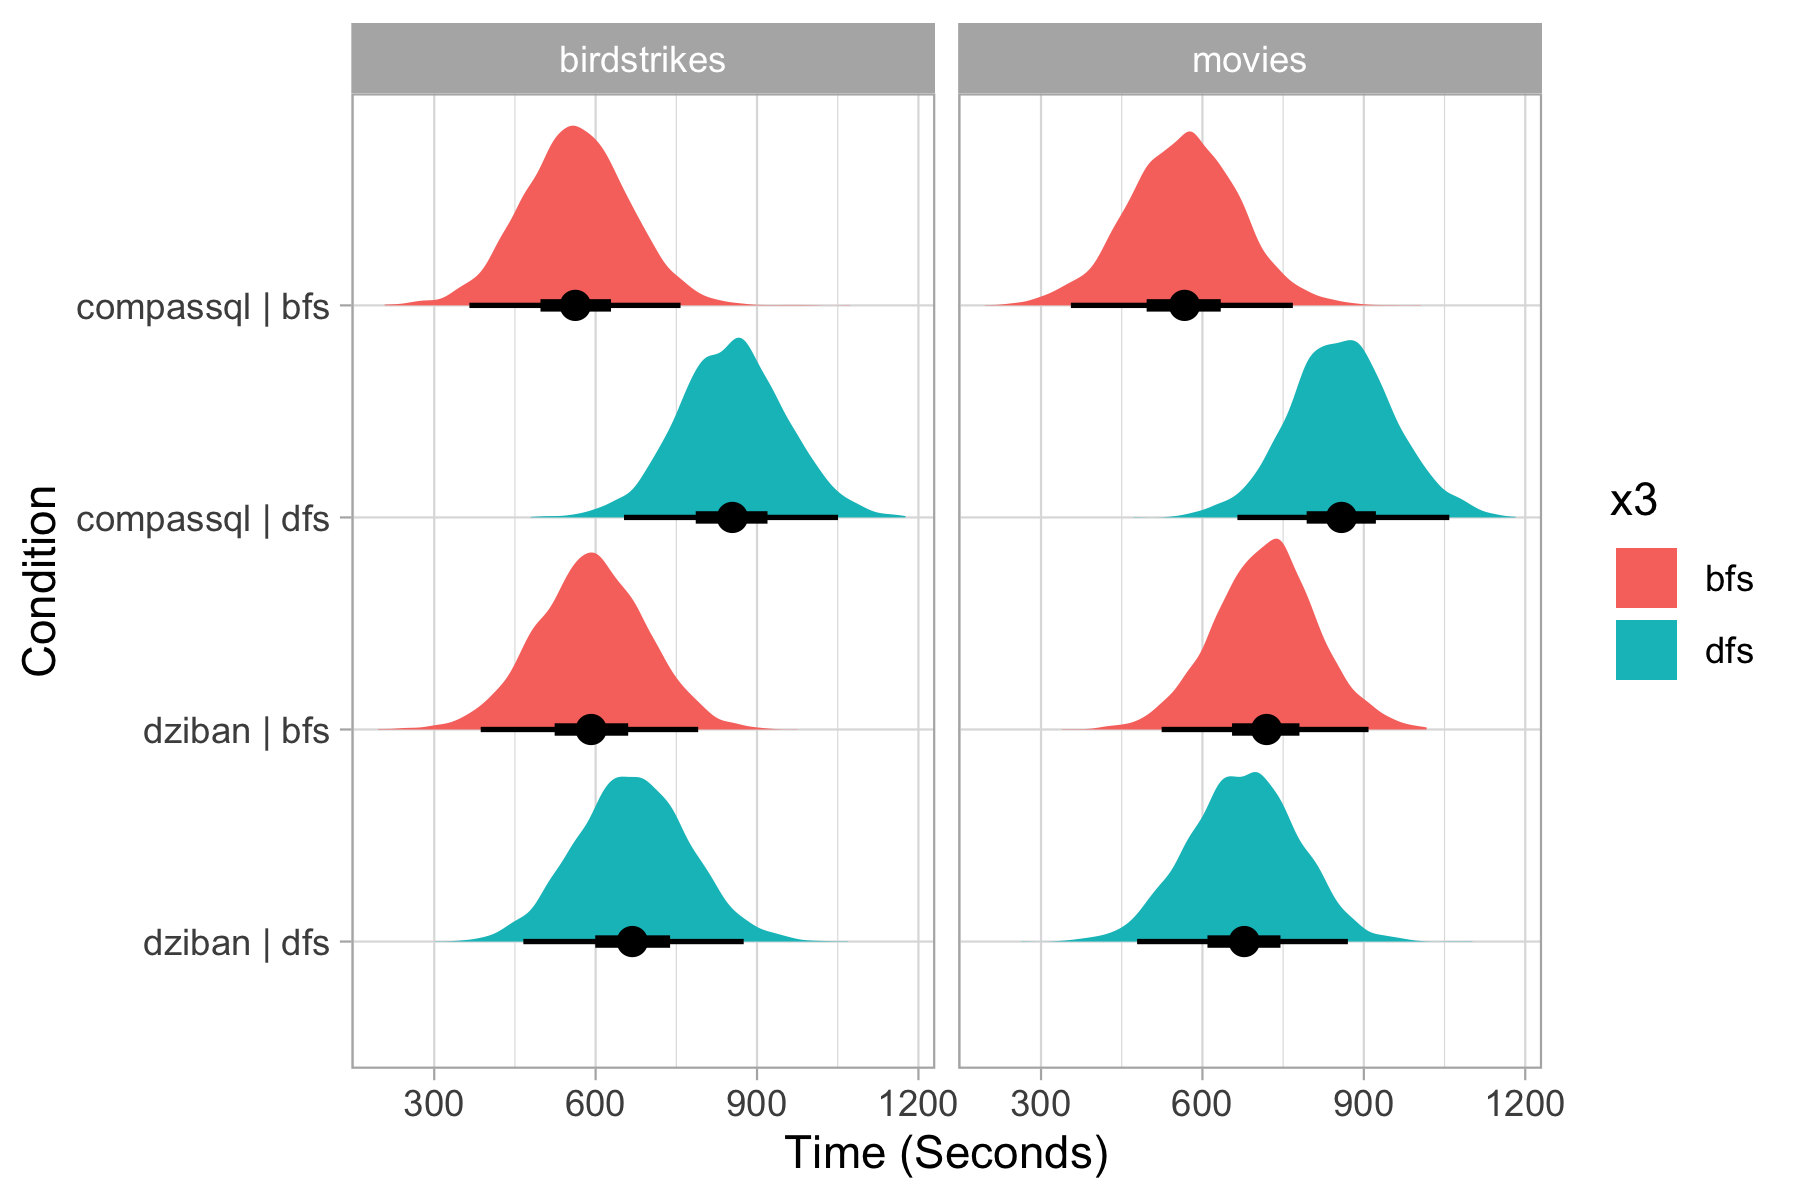 birdstrikes
movies
Condition
compassql | bfs
compassql | dfs
dziban | bfs
dziban | dfs
300 600 900 1200 300 600 900 1200
Time (Seconds)
x3
bfs
dfs